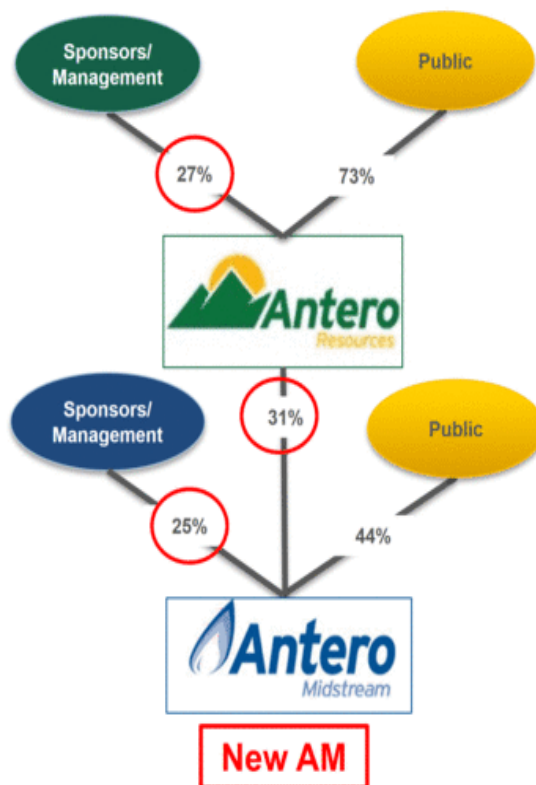 Sponsors/
Management
Public
27%
73%
Antero
Resources
Sponsors/
Management
31%
Public
25%
44%
Antero
Midstream
New AM